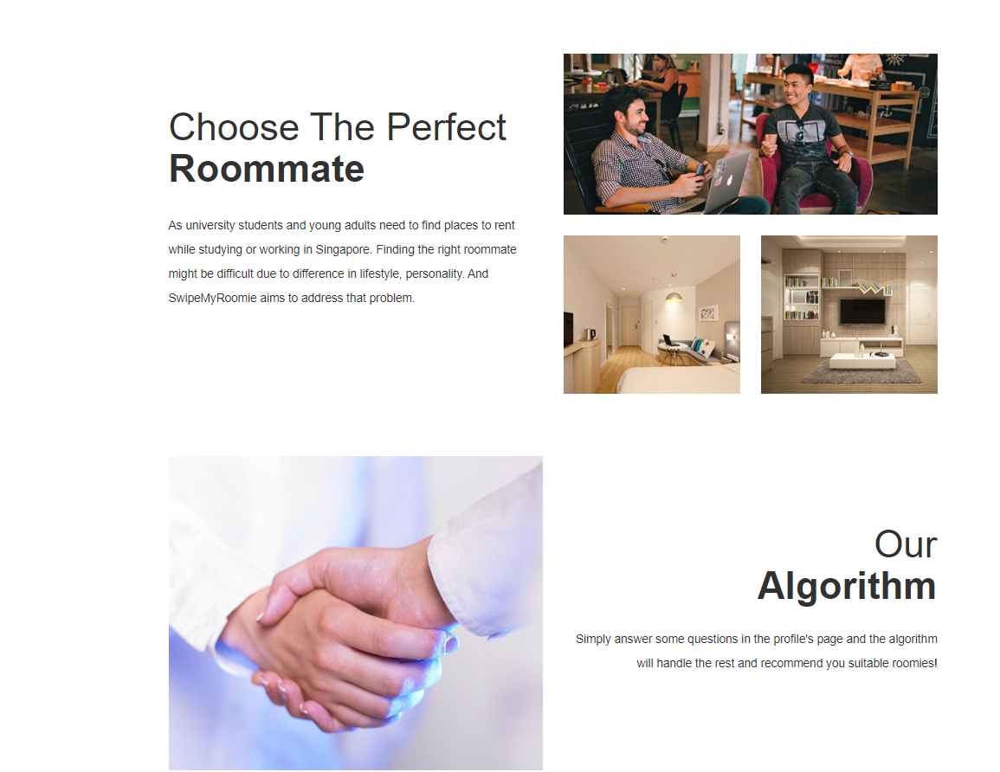 Choose The Perfect
Roommate
As university students and young adults need to find places to rent
while studying or working in Singapore. Finding the right roommate
might be difficult due to difference in lifestyle, personality. And
SwipeMyRoomie aims to address that problem.
Our
Algorithm
Simply answer some questions in the profile's page and the algorithm
will handle the rest and recommend you suitable roomies!